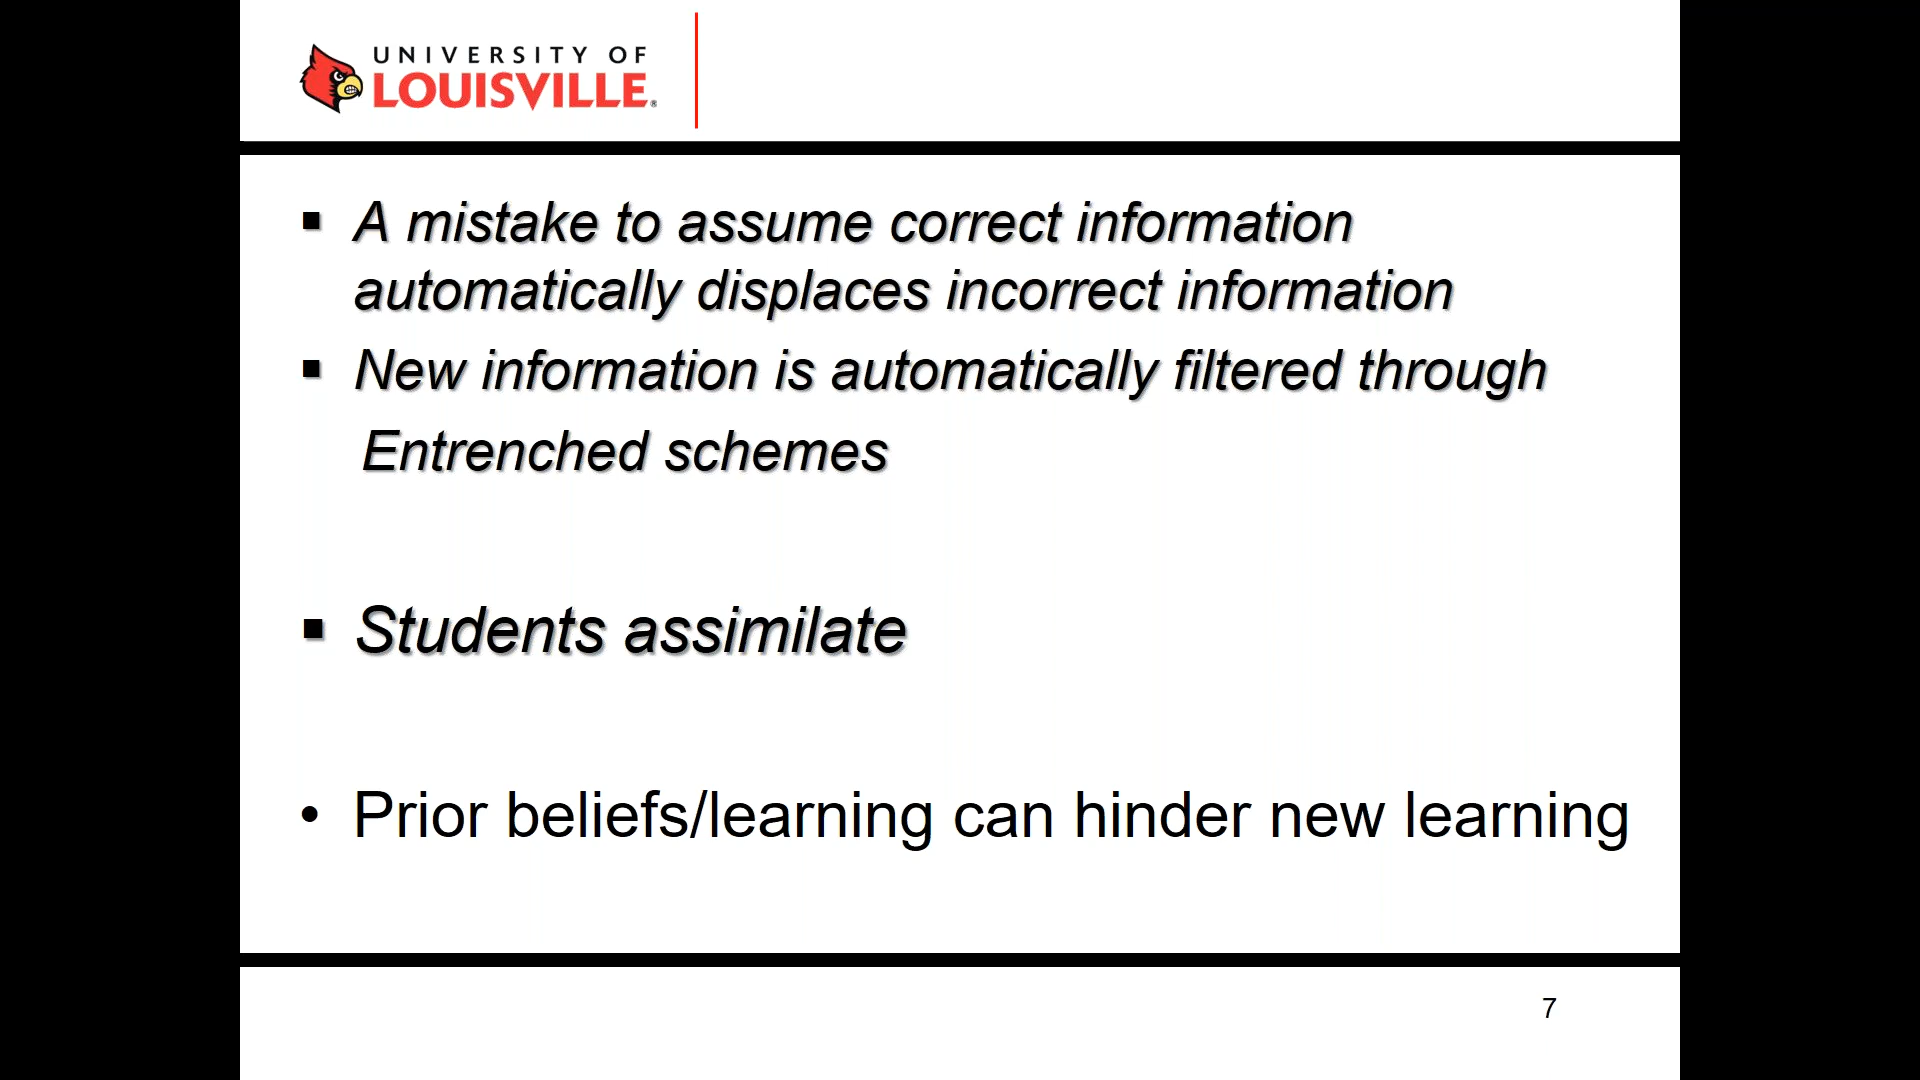 UNIVERSITY OF
LOUISVILLE®
▪ A mistake to assume correct information
automatically displaces incorrect information
▪ New information is automatically filtered through
Entrenched schemes
▪ Students assimilate
• Prior beliefs/learning can hinder new learning
7